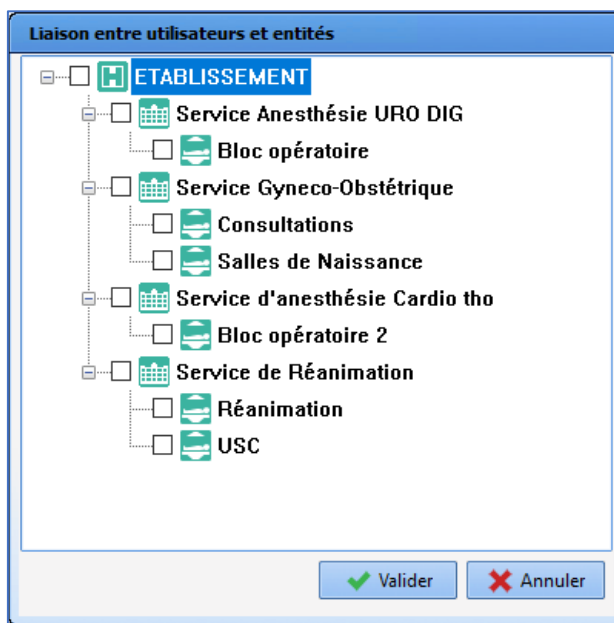 Liaison entre utilisateurs et entités
ETABLISSEMENT
Service Anesthésie URO DIG
Bloc opératoire
Service Gyneco-Obstétrique
Consultations
Salles de Naissance
Service d'anesthésie Cardio tho
Bloc opératoire 2
Service de Réanimation
Réanimation
USC
Valider Annuler